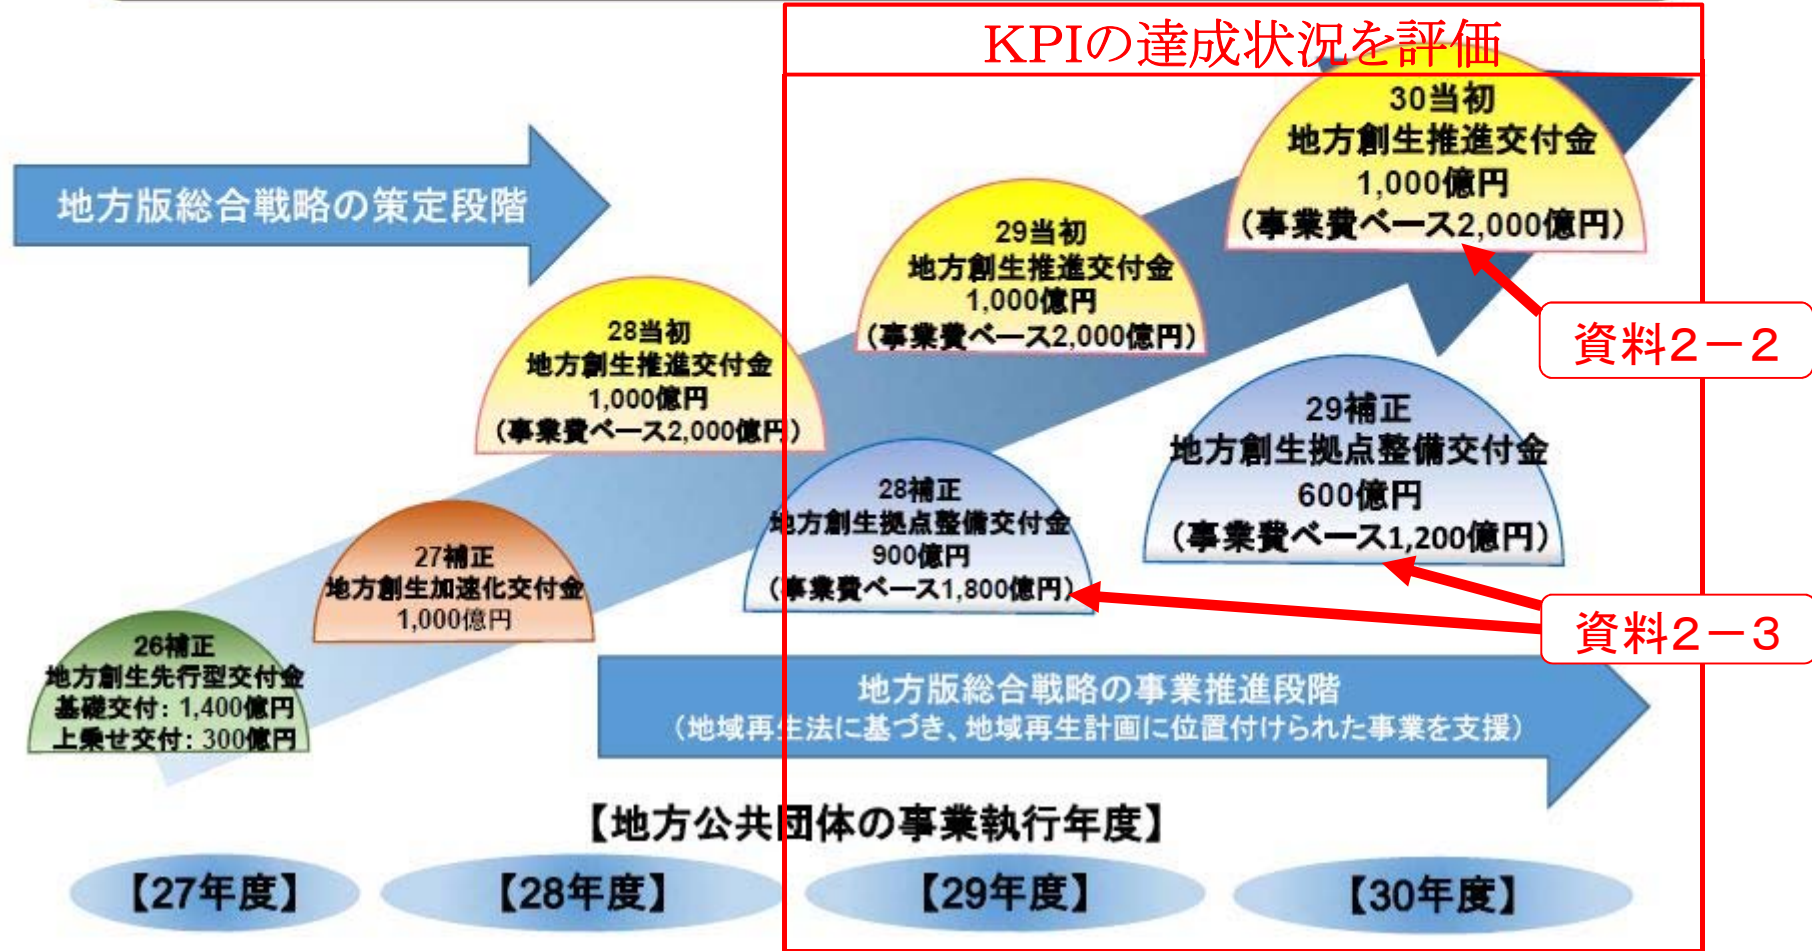 KPIの達成状況を評価
地方版総合戦略の策定段階
30当初
地方創生推進交付金
1,000億円
(事業費ベース2,000億円)
29当初
地方創生推進交付金
1,000億円
(事業費ベース2,000億円)
28当初
地方創生推進交付金
1,000億円
(事業費ベース2,000億円)
資料2-2
29補正
地方創生拠点整備交付金
600億円
(事業費ベース1,200億円)
28補正
地方創生拠点整備交付金
900億円
(事業費ベース1,800億円)
27補正
地方創生加速化交付金
1,000億円
資料2-3
26補正
地方創生先行型交付金
基礎交付: 1,400億円
上乗せ交付: 300億円
地方版総合戦略の事業推進段階
(地域再生法に基づき、地域再生計画に位置付けられた事業を支援)
【地方公共団体の事業執行年度】
【27年度】
【28年度】
【29年度】
【30年度】